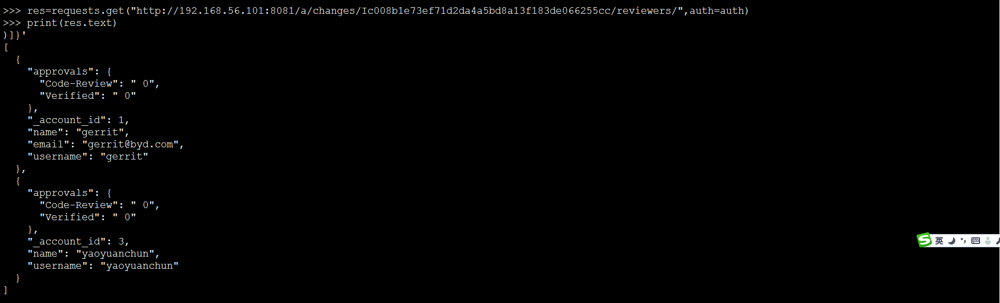 >>> res=requests.get("http://192.168.56.101:8081/a/changes/Ic008b1e73ef71d2da4a5bd8a13f183de066255cc/reviewers/",auth=auth)
>>> print(res.text)
)]}'
[
  {
    "approvals": {
      "Code-Review": " 0",
      "Verified": " 0"
    },
    "_account_id": 1,
    "name": "gerrit",
    "email": "gerrit@byd.com",
    "username": "gerrit"
  },
  {
    "approvals": {
      "Code-Review": " 0",
      "Verified": " 0"
    },
    "_account_id": 3,
    "name": "yaoyuanchun",
    "username": "yaoyuanchun"
  }
]
S 英